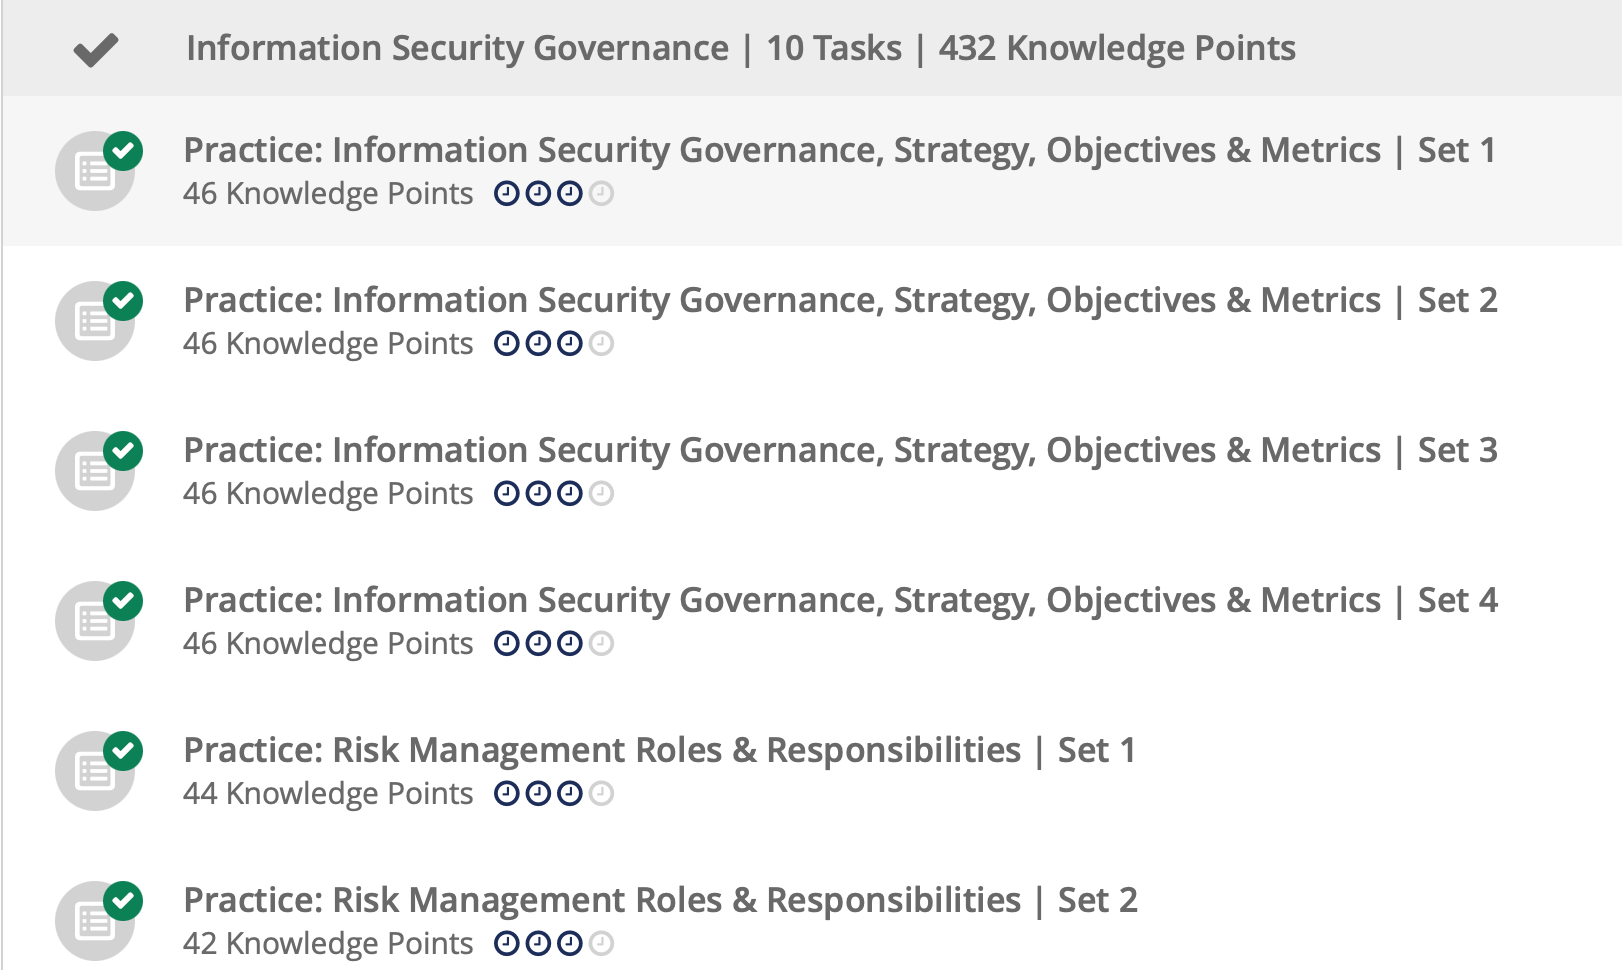 Information Security Governance | 10 Tasks | 432 Knowledge Points
Practice: Information Security Governance, Strategy, Objectives & Metrics | Set 1
46 Knowledge Points
Practice: Information Security Governance, Strategy, Objectives & Metrics | Set 2
46 Knowledge Points
Practice: Information Security Governance, Strategy, Objectives & Metrics | Set 3
46 Knowledge Points
Practice: Information Security Governance, Strategy, Objectives & Metrics | Set 4
46 Knowledge Points
Practice: Risk Management Roles & Responsibilities | Set 1
44 Knowledge Points
Practice: Risk Management Roles & Responsibilities | Set 2
42 Knowledge Points